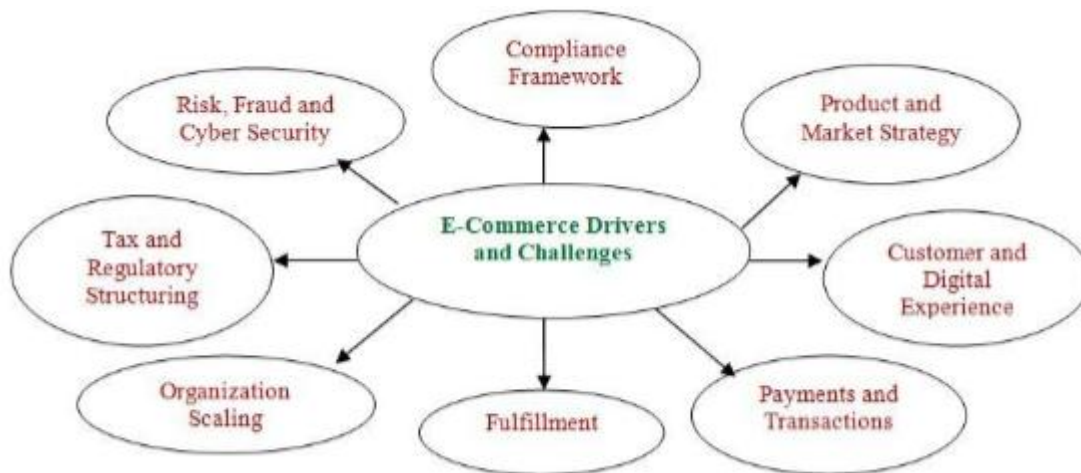 Compliance
Framework
Risk, Fraud and
Cyber Security
Product and
Market Strategy
E-Commerce Drivers
and Challenges
Tax and
Regulatory
Structuring
Customer and
Digital
Experience
Organization
Scaling
Fulfillment
Payments and
Transactions